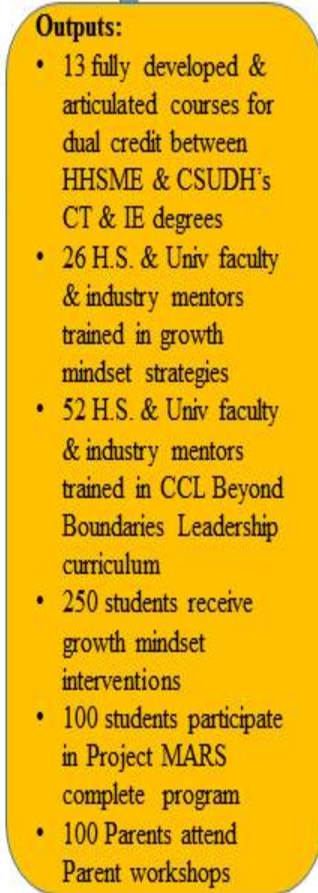 Outputs:
• 13 fully developed &
articulated courses for
dual credit between
HHSME & CSUDH's
CT & IE degrees
• 26 H.S. & Univ faculty
& industry mentors
trained in growth
mindset strategies
• 52 H.S. & Univ faculty
& industry mentors
trained in CCL Beyond
Boundaries Leadership
curriculum
• 250 students receive
growth mindset
interventions
• 100 students participate
in Project MARS
complete program
• 100 Parents attend
Parent workshops